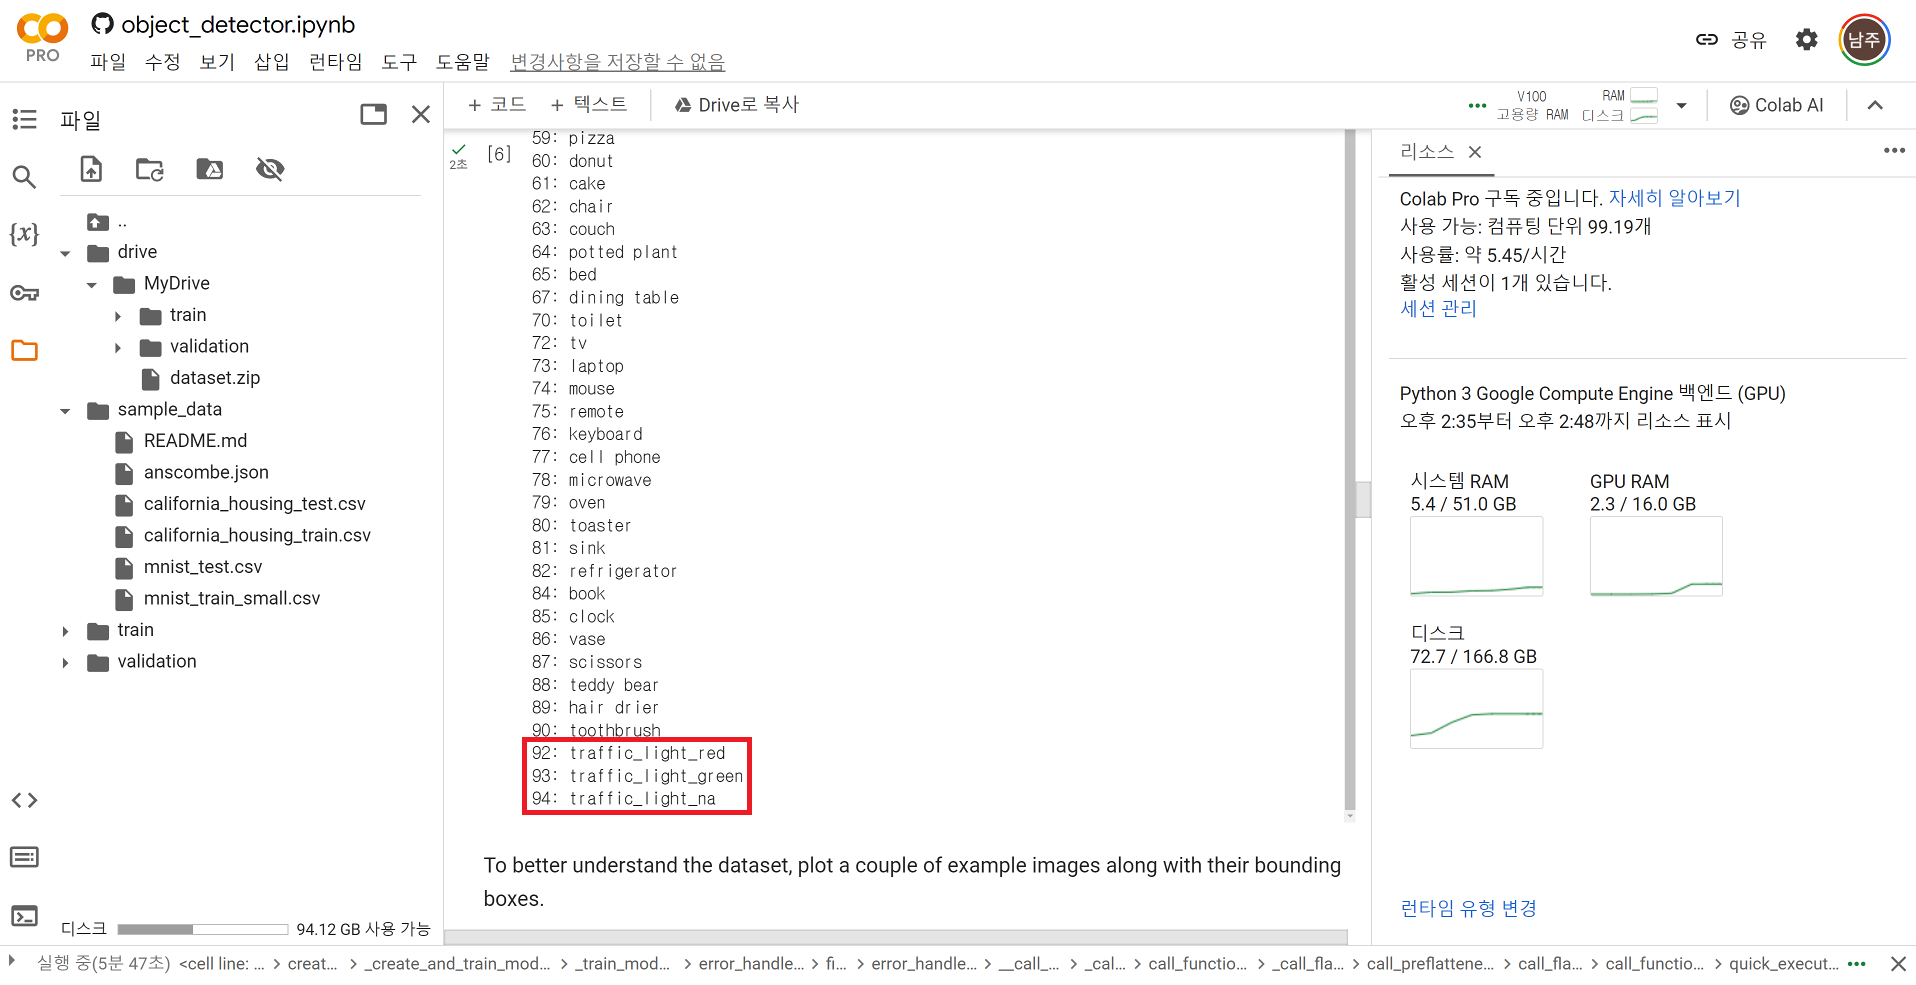 object_detector.ipynb
PRO
파일 수정 보기 삽입 런타임 도구 도움말 변경사항을 저장할 수 없음
공유
남주
파일
+ 코드 + 텍스트
Drive로 복사
V100
고용량 RAM
RAM
디스크
Colab AI
..
drive
MyDrive
train
validation
dataset.zip
sample_data
README.md
anscombe.json
california_housing_test.csv
california_housing_train.csv
mnist_test.csv
mnist_train_small.csv
train
validation
디스크 94.12 GB 사용 가능
{x}
2초
[6]
59: pizza
60: donut
61: cake
62: chair
63: couch
64: potted plant
65: bed
67: dining table
70: toilet
72: tv
73: laptop
74: mouse
75: remote
76: keyboard
77: cell phone
78: microwave
79: oven
80: toaster
81: sink
82: refrigerator
84: book
85: clock
86: vase
87: scissors
88: teddy bear
89: hair drier
90: toothbrush
92: traffic_light_red
93: traffic_light_green
94: traffic_light_na
To better understand the dataset, plot a couple of example images along with their bounding
boxes.
리소스
Colab Pro 구독 중입니다. 자세히 알아보기
사용 가능: 컴퓨팅 단위 99.19개
사용률: 약 5.45/시간
활성 세션이 1개 있습니다.
세션 관리
Python 3 Google Compute Engine 백엔드 (GPU)
오후 2:35부터 오후 2:48까지 리소스 표시
시스템 RAM
5.4 / 51.0 GB
GPU RAM
2.3 / 16.0 GB
디스크
72.7 / 166.8 GB
런타임 유형 변경
실행 중(5분 47초) <cell line: ... > creat... > _create_and_train_mod... > _train_mod... > error_handle... > fi... > error_handle... > __call_... > _cal... > call_functio... > _call_fla... > call_preflattene... > call_fla... > call_functio... > quick_execut...